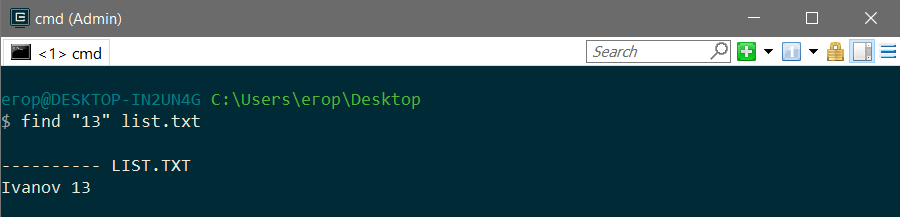 cmd (Admin)
<1> cmd
Search
erop@DESKTOP-IN2UN4G C:\Users\erop\Desktop
$ find "13" list.txt
---------- LIST.TXT
Ivanov 13